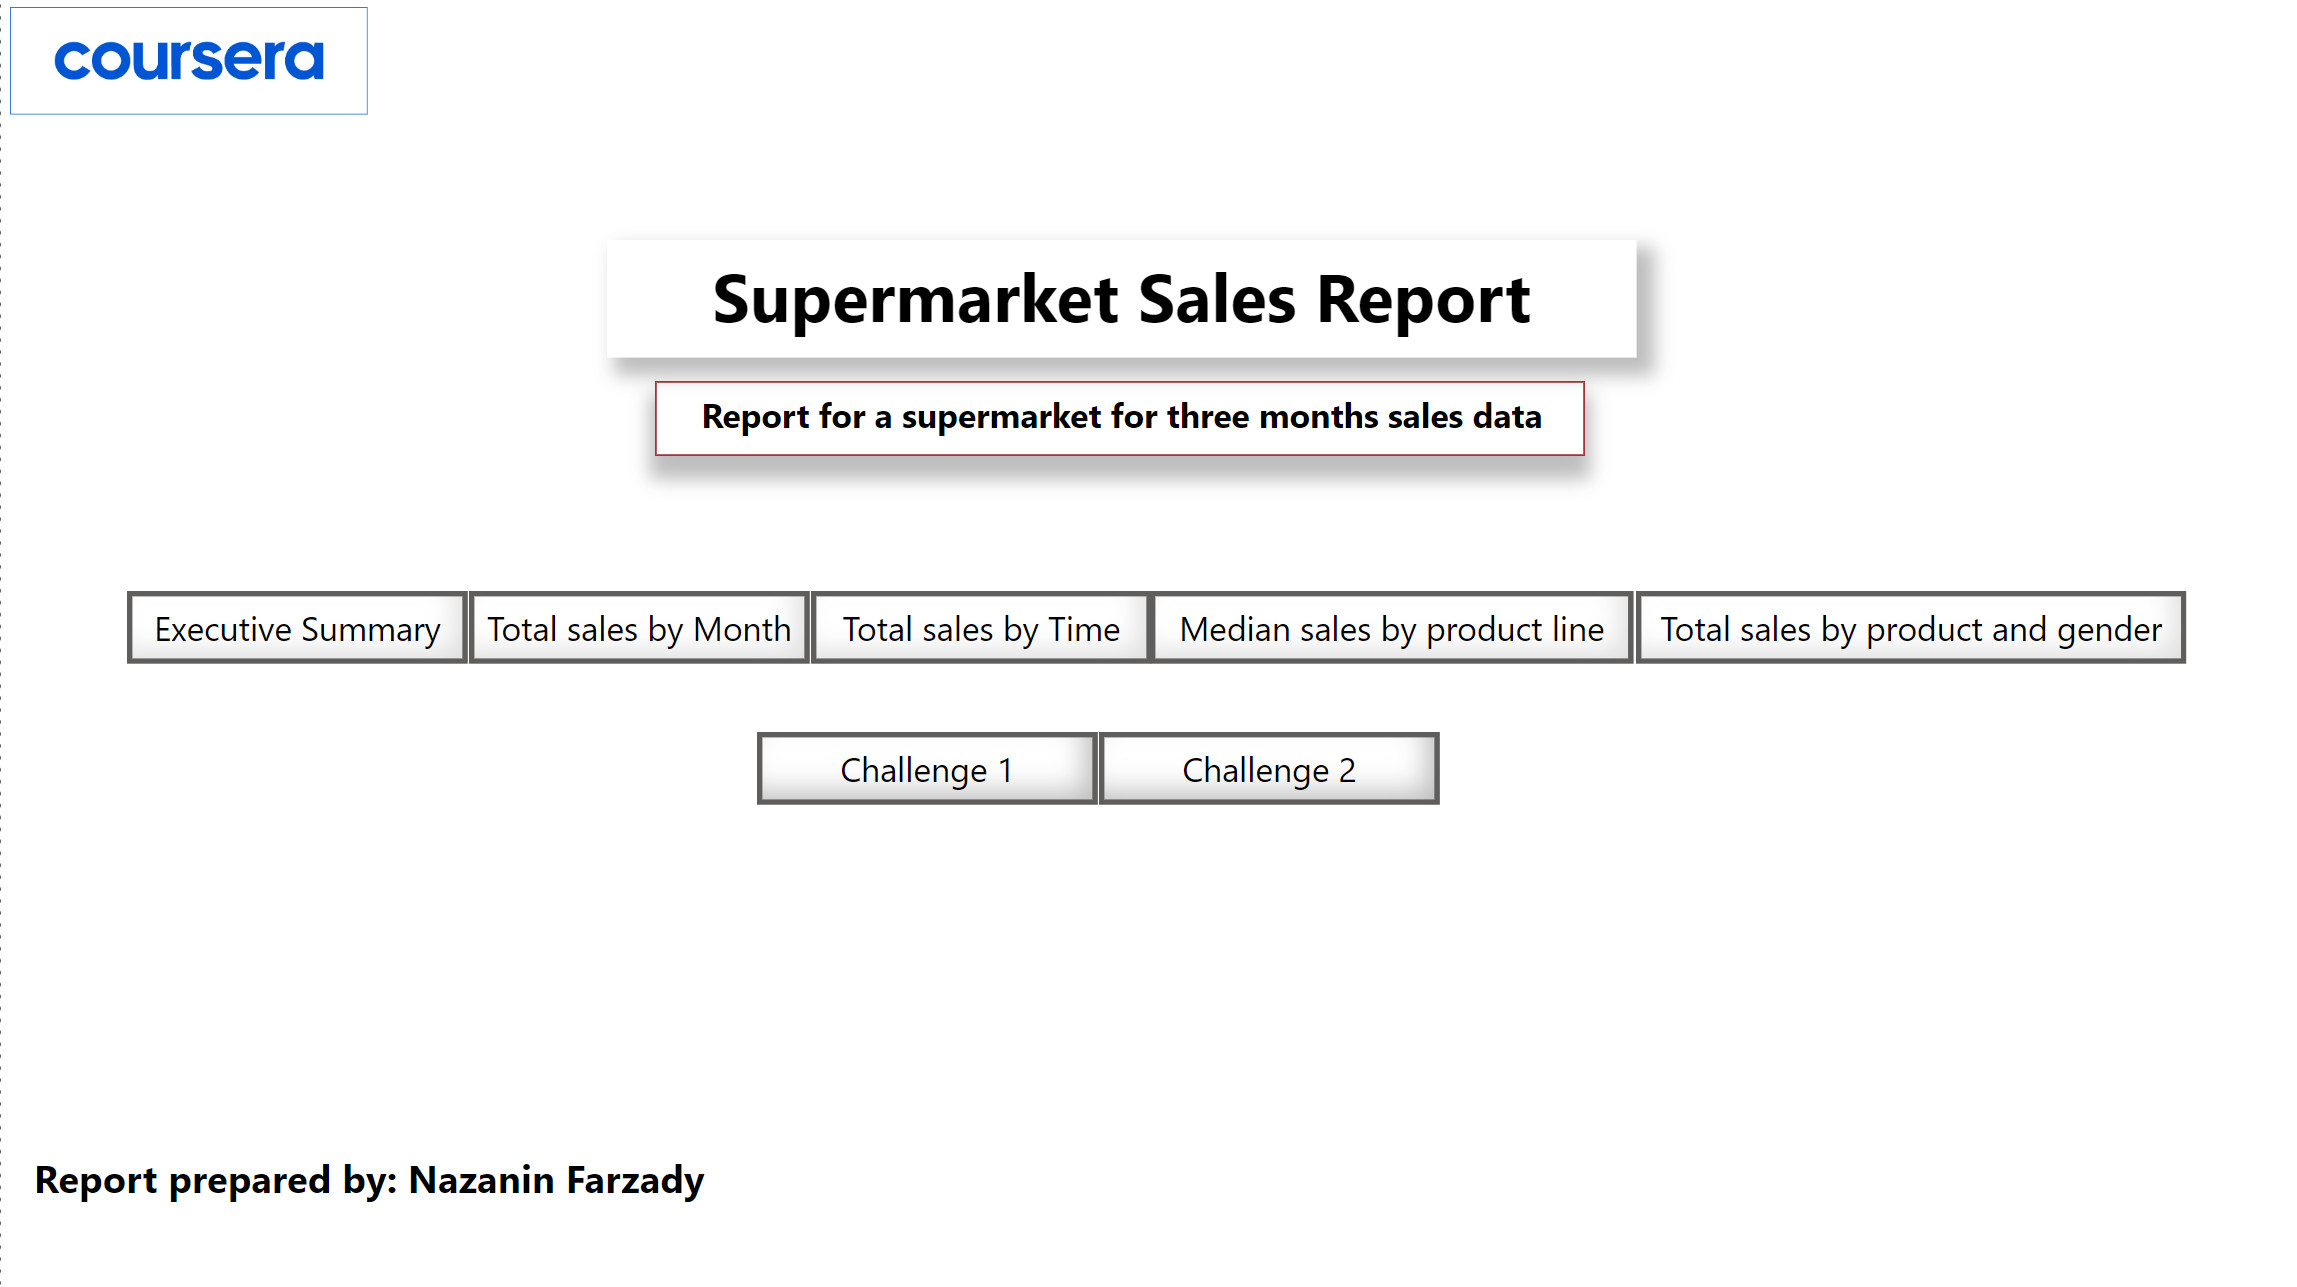 coursera
Supermarket Sales Report
Report for a supermarket for three months sales data
Executive Summary
Total sales by Month
Total sales by Time
Median sales by product line
Total sales by product and gender
Challenge 1
Challenge 2
Report prepared by: Nazanin Farzady